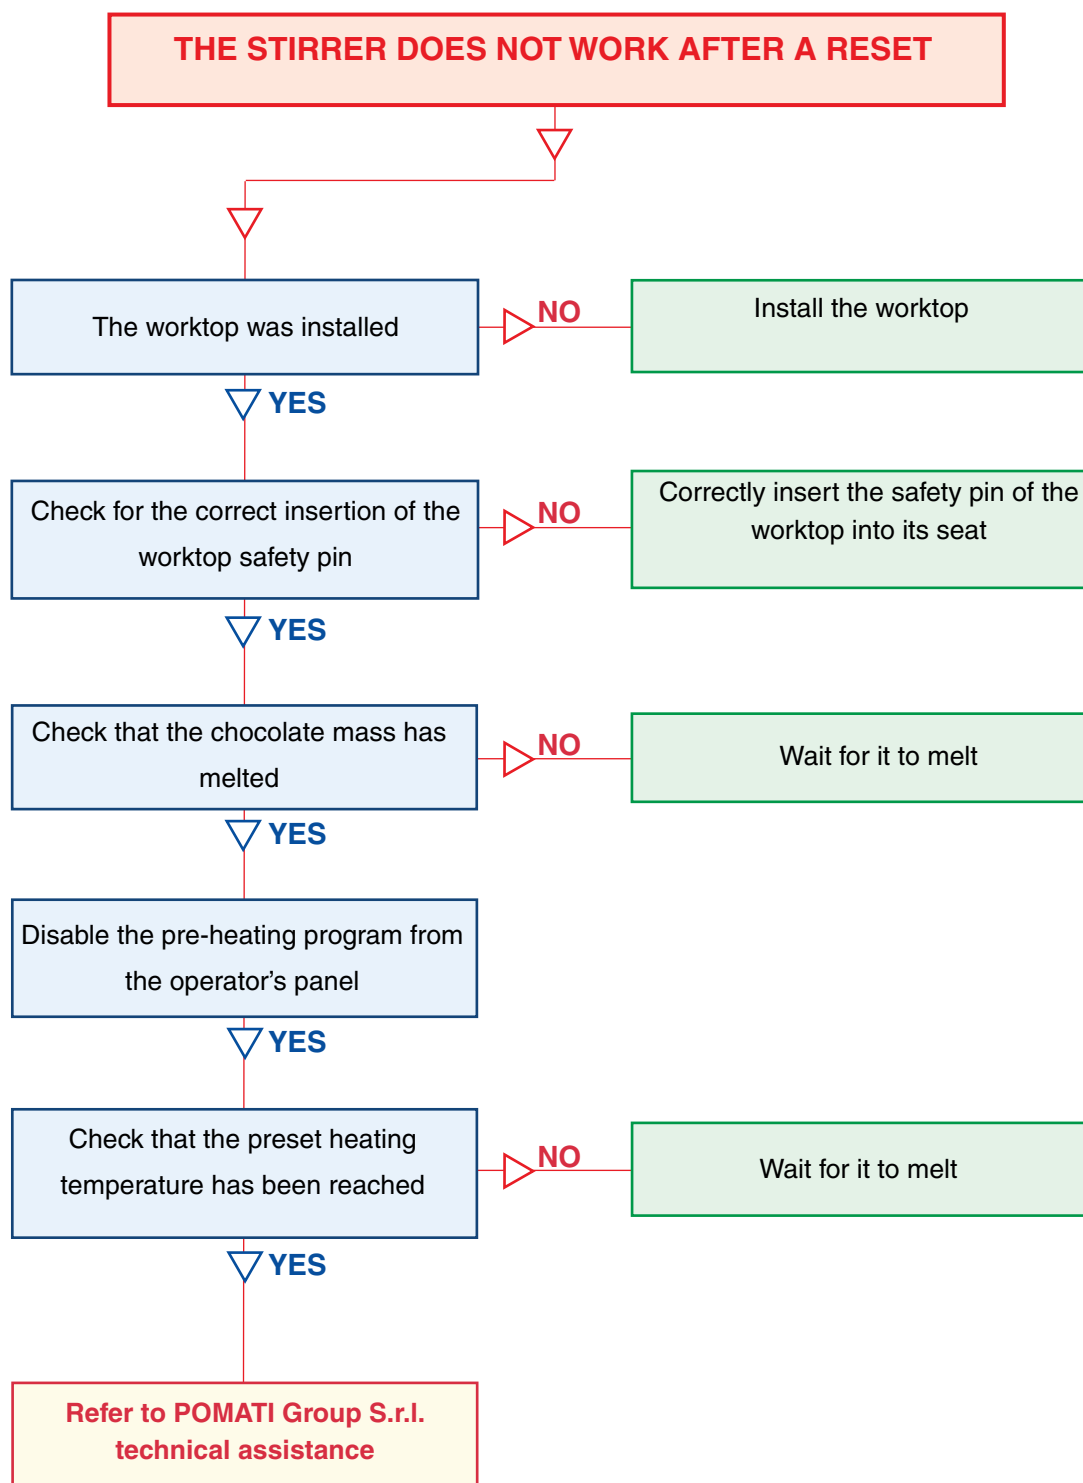 THE STIRRER DOES NOT WORK AFTER A RESET
The worktop was installed
NO
Install the worktop
YES
Check for the correct insertion of the
worktop safety pin
NO
Correctly insert the safety pin of the
worktop into its seat
YES
Check that the chocolate mass has
melted
NO
Wait for it to melt
YES
Disable the pre-heating program from
the operator’s panel
YES
Check that the preset heating
temperature has been reached
NO
Wait for it to melt
YES
Refer to POMATI Group S.r.l.
technical assistance